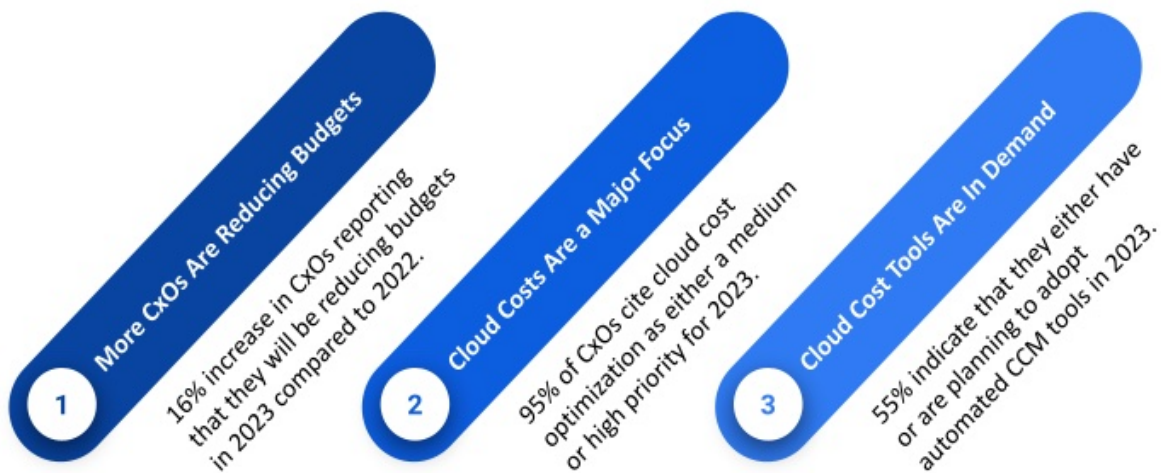 1
More CxOs Are Reducing Budgets
16% increase in CxOs reporting
that they will be reducing budgets
in 2023 compared to 2022.
2
Cloud Costs Are a Major Focus
95% of CxOs cite cloud cost
optimization as either a medium
or high priority for 2023.
3
Cloud Cost Tools Are In Demand
55% indicate that they either have
or are planning to adopt
automated CCM tools in 2023.